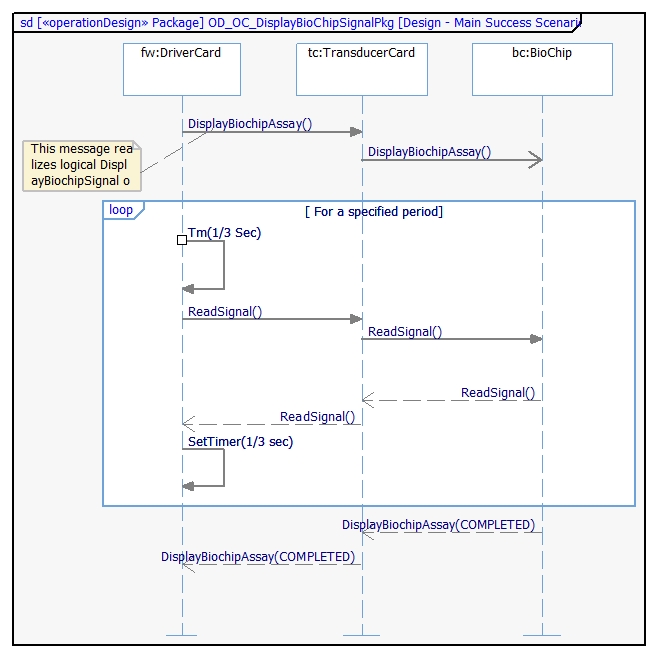 sd [«operationDesign» Package] OD_OC_DisplayBioChipSignalPkg [Design - Main Success Scenari
fw:DriverCard
tc:TransducerCard
bc:BioChip
DisplayBiochipAssay()
This message rea
lizes logical Displ
ayBiochipSignal o
DisplayBiochipAssay()
loop
[ For a specified period]
Tm(1/3 Sec)
ReadSignal()
ReadSignal()
ReadSignal()
ReadSignal()
SetTimer(1/3 sec)
DisplayBiochipAssay(COMPLETED)
DisplayBiochipAssay(COMPLETED)